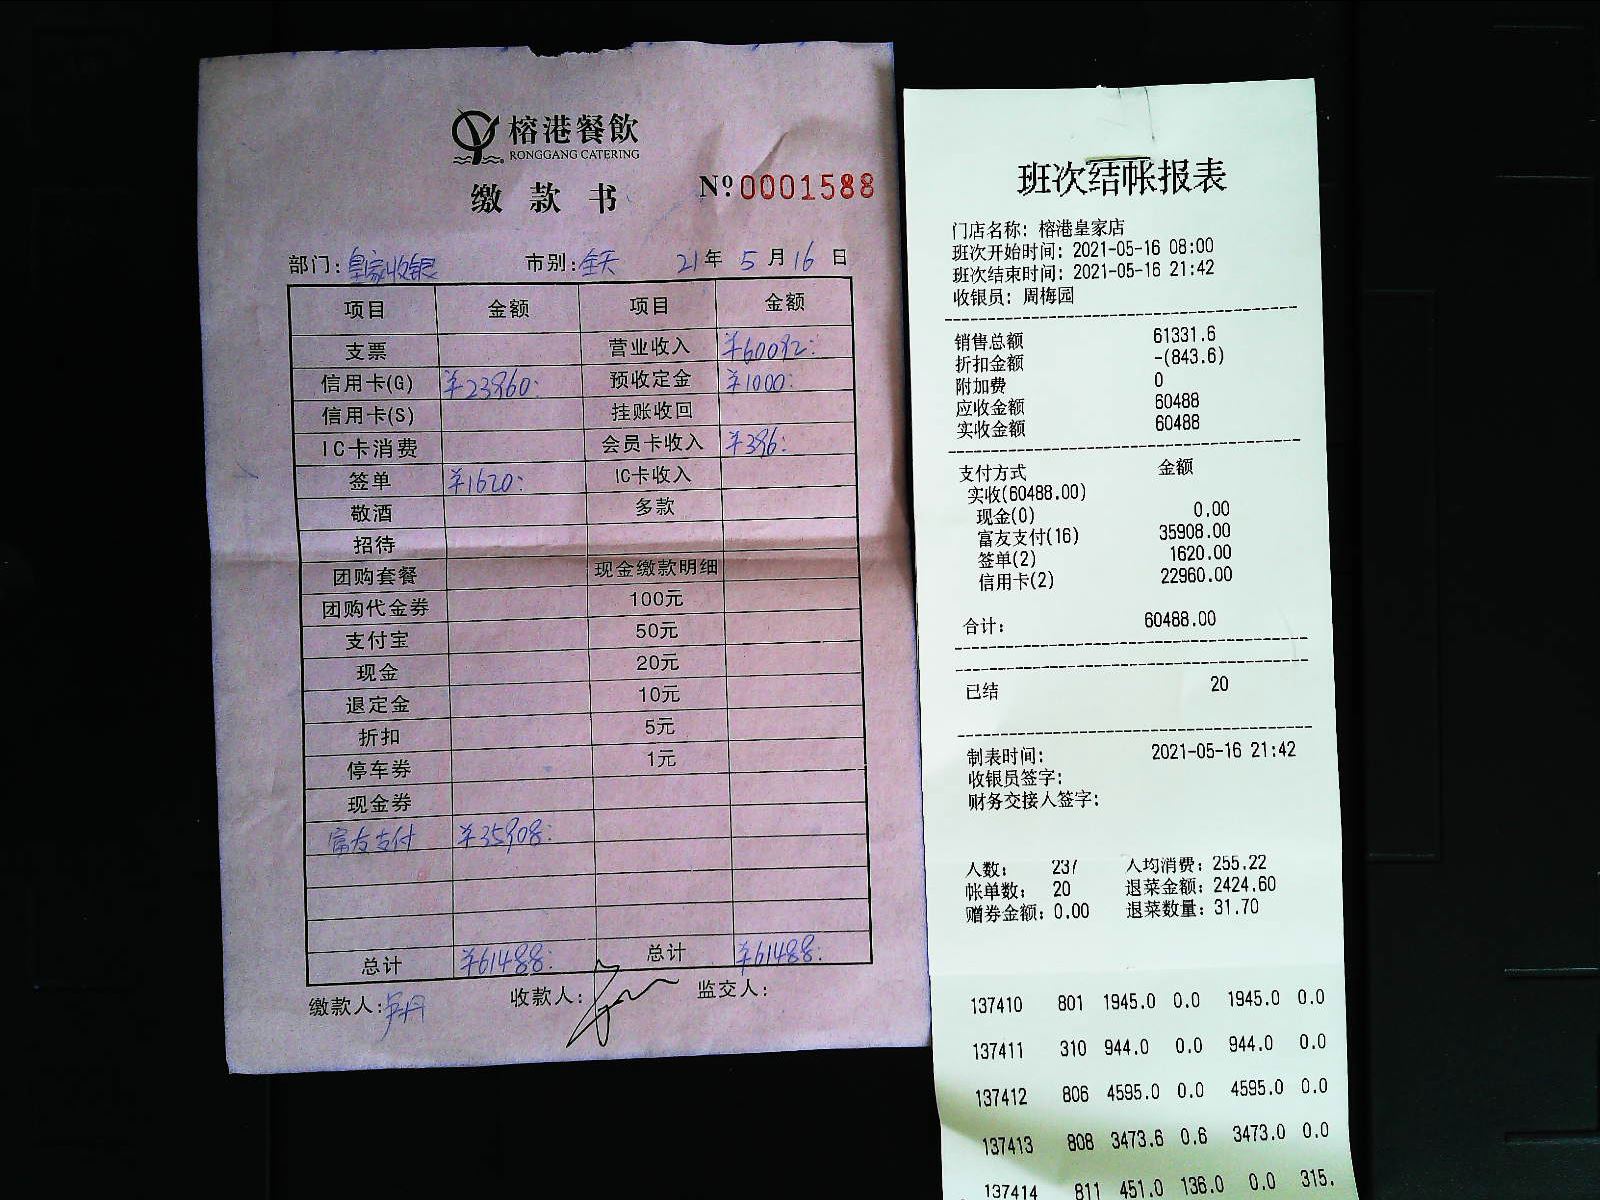 榕港餐飲
RONGGANG CATERING
缴款书
№0001588
部门:皇家收银 市别:全天 21年5月16日
项目 金额 项目 金额
支票 营业收入 ¥60092:
信用卡(G) ¥23960: 预收定金 ¥1000:
信用卡(S) 挂账收回
IC卡消费 会员卡收入 ¥396:
签单 ¥1620: IC卡收入
敬酒 多款
招待
团购套餐 现金缴款明细
团购代金券 100元
支付宝 50元
现金 20元
退定金 10元
折扣 5元
停车券 1元
现金券
富友支付 ¥35908:
总计 ¥61488: 总计 ¥61488:
缴款人: 收款人: 监交人:
班次结帐报表
门店名称: 榕港皇家店
班次开始时间: 2021-05-16 08:00
班次结束时间: 2021-05-16 21:42
收银员: 周梅园
销售总额 61331.6
折扣金额 -(843.6)
附加费 0
应收金额 60488
实收金额 60488
支付方式 金额
实收(60488.00)
现金(0) 0.00
富友支付(16) 35908.00
签单(2) 1620.00
信用卡(2) 22960.00
合计: 60488.00
已结 20
制表时间: 2021-05-16 21:42
收银员签字:
财务交接人签字:
人数: 237 人均消费: 255.22
帐单数: 20 退菜金额: 2424.60
赠券金额: 0.00 退菜数量: 31.70
137410 801 1945.0 0.0 1945.0 0.0
137411 310 944.0 0.0 944.0 0.0
137412 806 4595.0 0.0 4595.0 0.0
137413 808 3473.6 0.6 3473.0 0.0
137414 811 451.0 136.0 0.0 315.